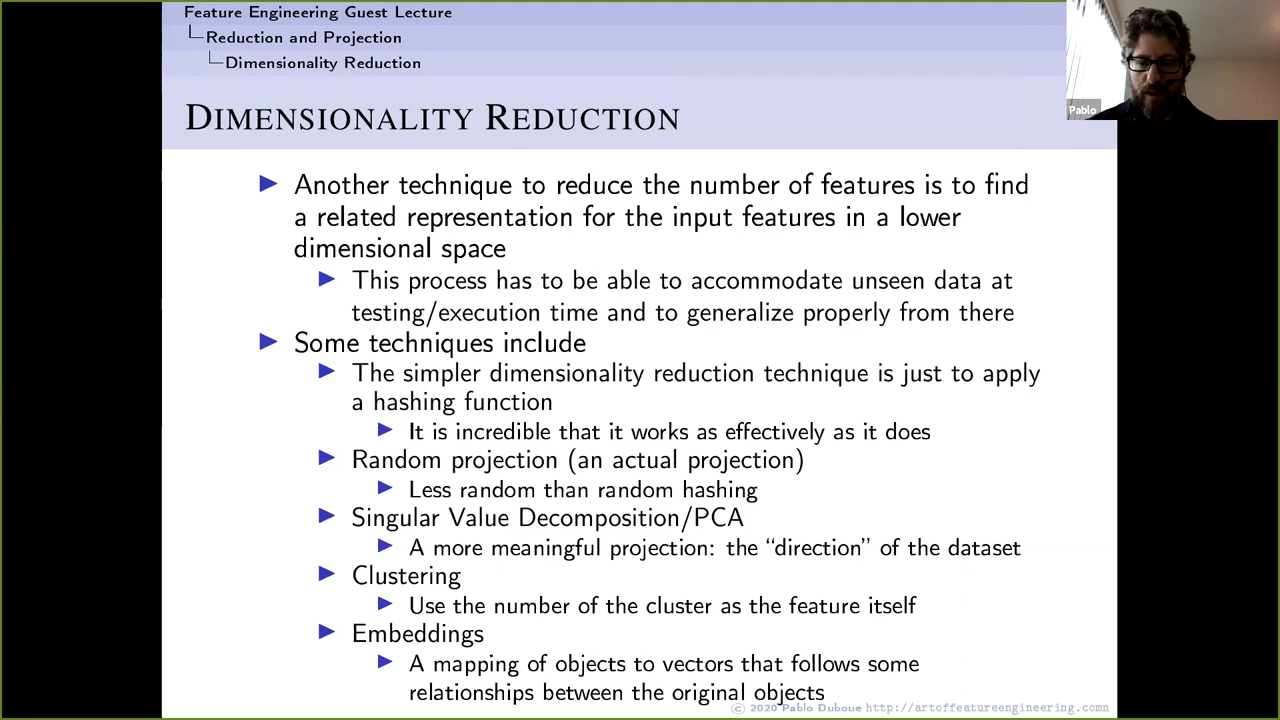 Feature Engineering Guest Lecture
Reduction and Projection
Dimensionality Reduction
Pablo
DIMENSIONALITY REDUCTION
Another technique to reduce the number of features is to find
a related representation for the input features in a lower
dimensional space
This process has to be able to accommodate unseen data at
testing/execution time and to generalize properly from there
Some techniques include
The simpler dimensionality reduction technique is just to apply
a hashing function
It is incredible that it works as effectively as it does
Random projection (an actual projection)
Less random than random hashing
Singular Value Decomposition/PCA
A more meaningful projection: the “direction” of the dataset
Clustering
Use the number of the cluster as the feature itself
Embeddings
A mapping of objects to vectors that follows some
relationships between the original objects
© 2020 Pablo Duboue http://artoffeatureengineering.comn